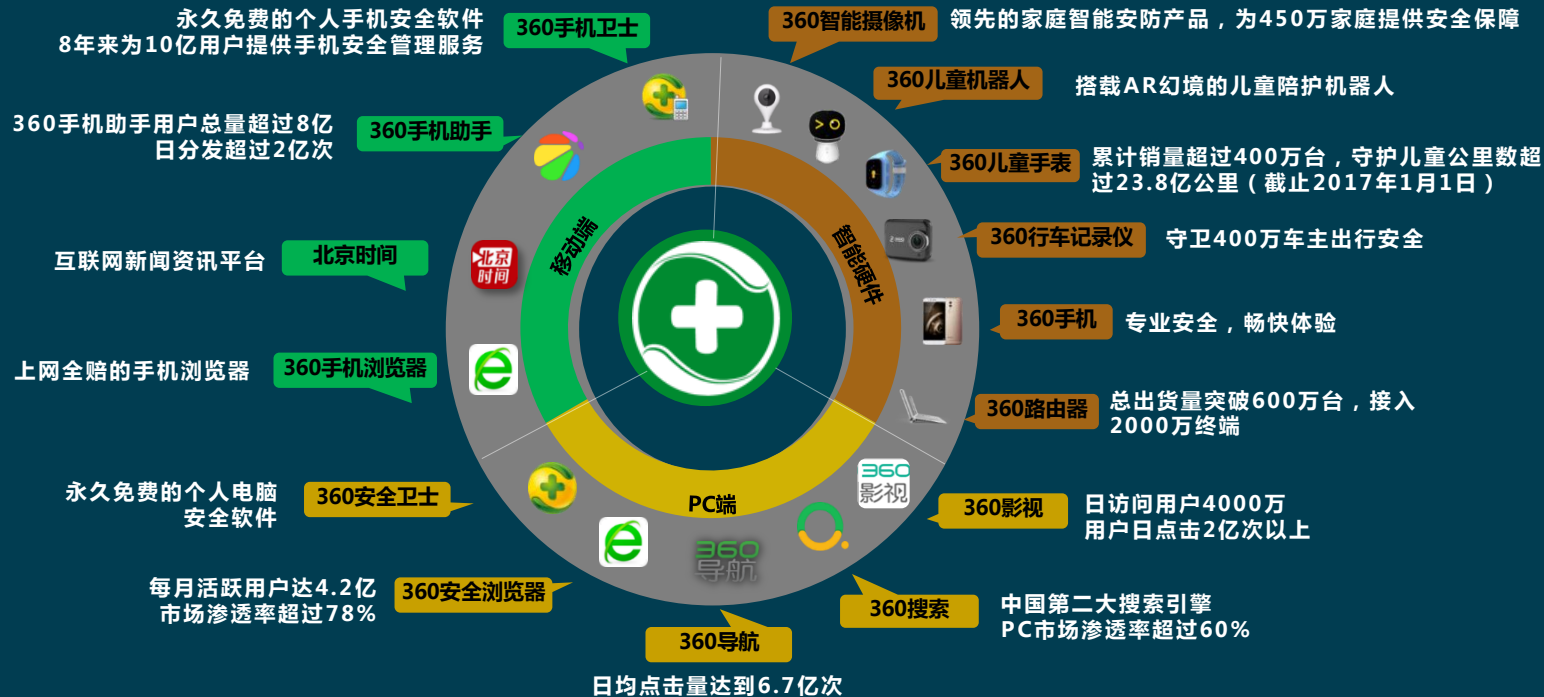 永久免费的个人手机安全软件
8年来为10亿用户提供手机安全管理服务
360手机卫士
360手机助手用户总量超过8亿
日分发超过2亿次
360手机助手
互联网新闻资讯平台
北京时间
上网全赔的手机浏览器
360手机浏览器
移动端
北京
时间
360智能摄像机
领先的家庭智能安防产品，为450万家庭提供安全保障
360儿童机器人
搭载AR幻境的儿童陪护机器人
360儿童手表
累计销量超过400万台，守护儿童公里数超
过23.8亿公里（截止2017年1月1日）
360行车记录仪
守卫400万车主出行安全
360手机
专业安全，畅快体验
360路由器
总出货量突破600万台，接入
2000万终端
智能硬件
永久免费的个人电脑
安全软件
360安全卫士
每月活跃用户达4.2亿
市场渗透率超过78%
360安全浏览器
PC端
360
导航
360
影视
360导航
日均点击量达到6.7亿次
360搜索
中国第二大搜索引擎
PC市场渗透率超过60%
360影视
日访问用户4000万
用户日点击2亿次以上